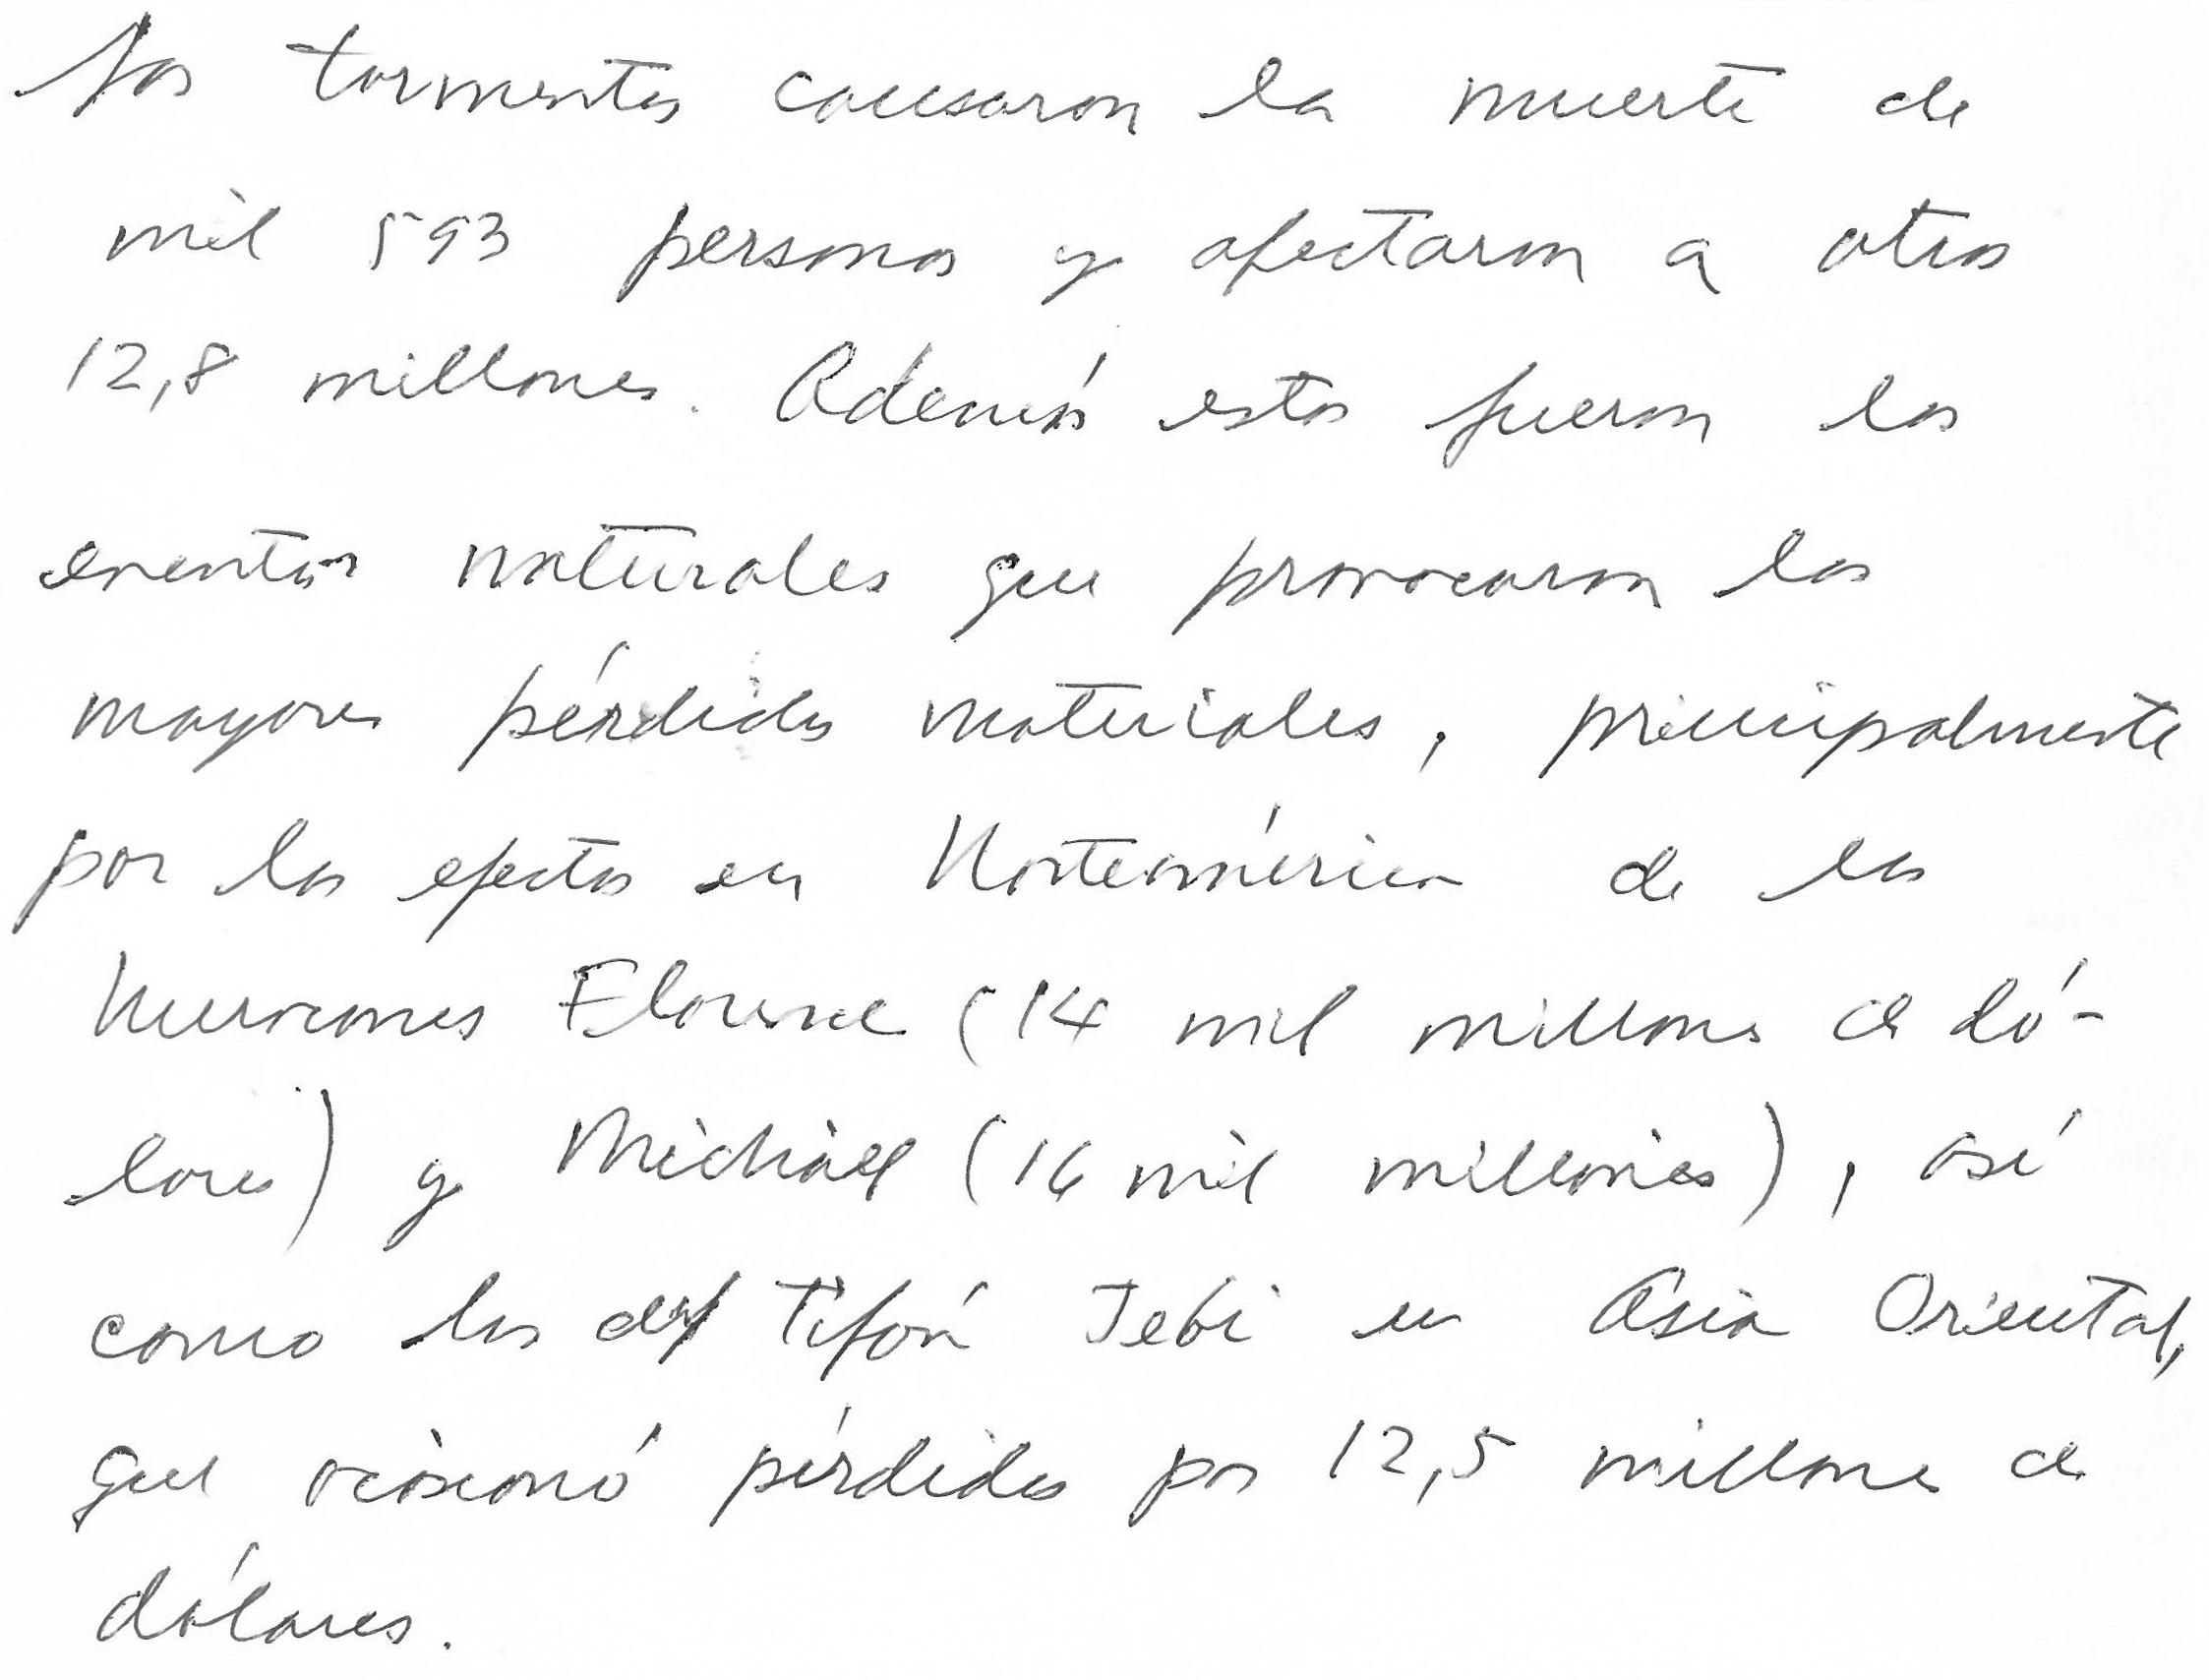 Las tormentas causaron la muerte de
mil 593 personas y afectaron a otras
12,8 millones. Además estos fueron los
eventos naturales que provocaron las
mayores pérdidas materiales, principalmente
por los efectos en Norteamérica de los
huracanes Florence (14 mil millones de dó-
lares) y Michael (16 mil millones), así
como los del Tifón Jebi en Asia Oriental,
que ocasionó pérdidas por 12,5 millones de
dólares.